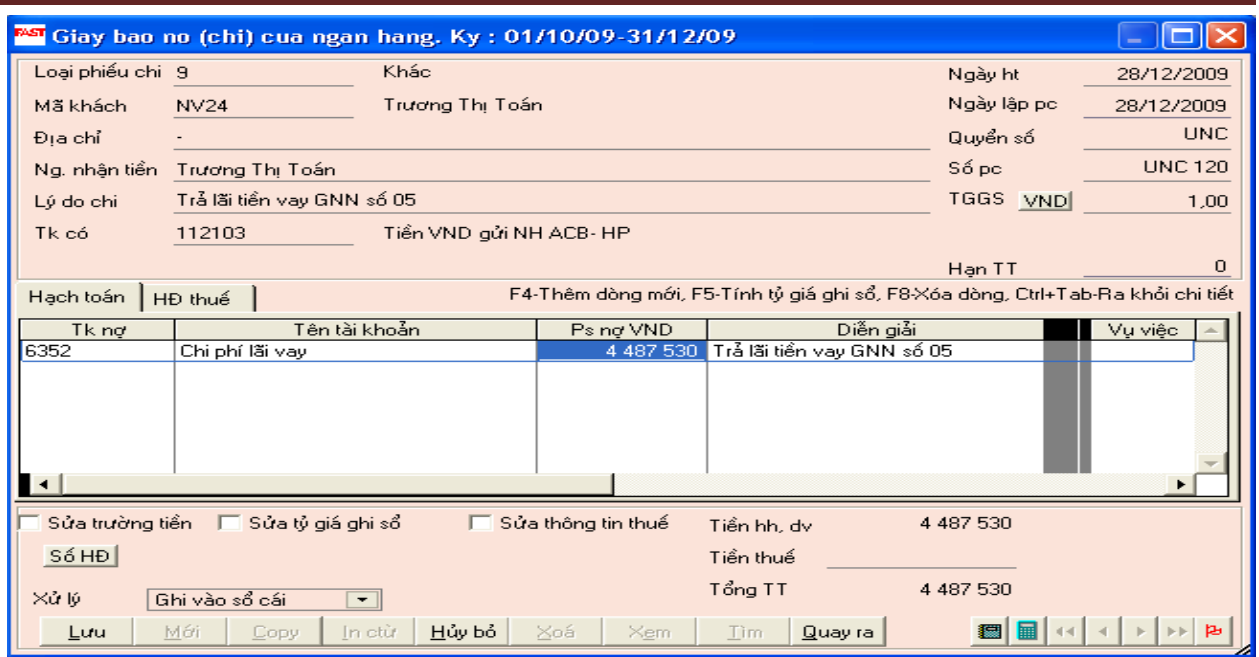 FAST Giay bao no (chi) cua ngan hang. Ky : 01/10/09-31/12/09
Loại phiếu chi 9 Khác Ngày ht 28/12/2009
Mã khách NV24 Trương Thị Toán Ngày lập pc 28/12/2009
Địa chỉ - Quyển số UNC
Ng. nhận tiền Trương Thị Toán Số pc UNC 120
Lý do chi Trả lãi tiền vay GNN số 05 TGGS VND 1,00
Tk có 112103 Tiền VND gửi NH ACB- HP
Hạn TT 0
Hạch toán HĐ thuế F4-Thêm dòng mới, F5-Tính tỷ giá ghi sổ, F8-Xóa dòng, Ctrl+Tab-Ra khỏi chi tiết
Tk nợ Tên tài khoản Ps nợ VND Diễn giải Vụ việc
6352 Chi phí lãi vay 4 487 530 Trả lãi tiền vay GNN số 05
Sửa trường tiền Sửa tỷ giá ghi sổ Sửa thông tin thuế Tiền hh, dv 4 487 530
Số HĐ Tiền thuế
Xử lý Ghi vào sổ cái Tổng TT 4 487 530
Lưu Mới Copy In ctừ Hủy bỏ Xoá Xem Tìm Quay ra